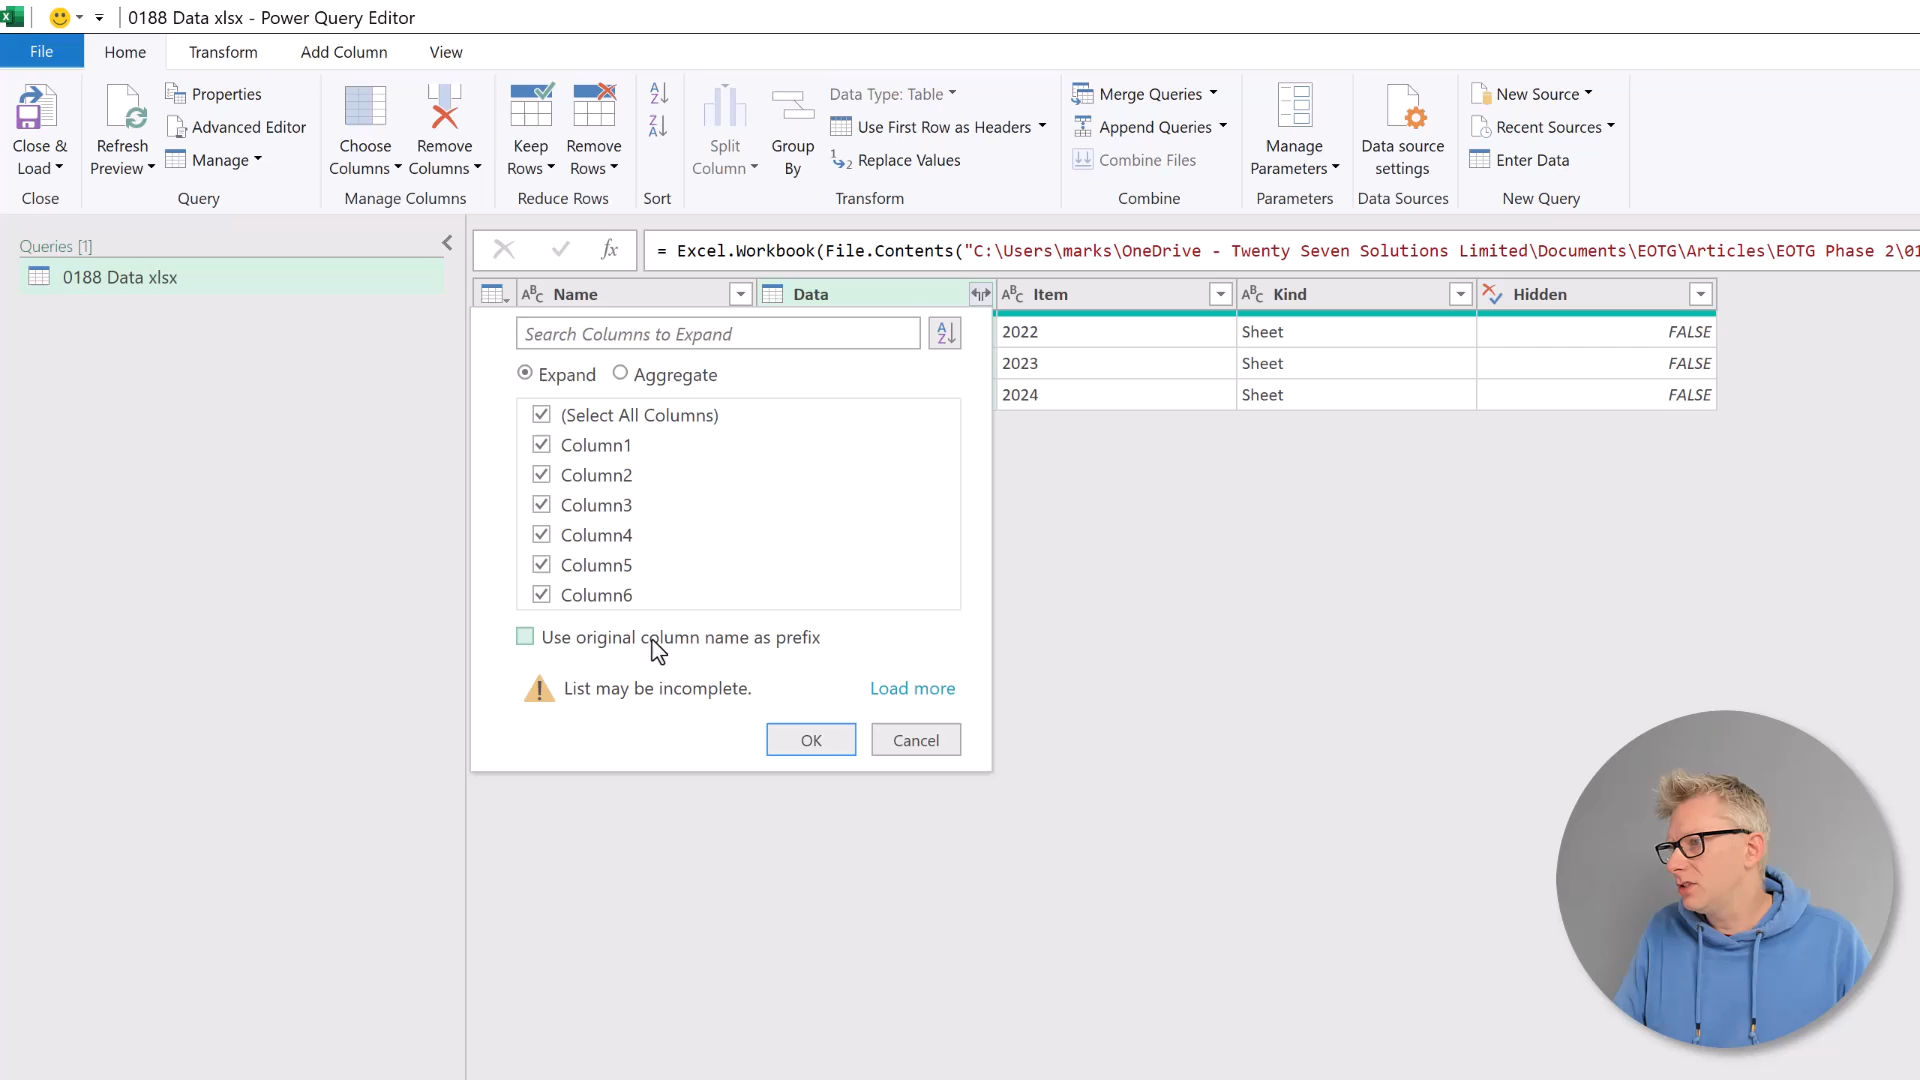 0188 Data xlsx - Power Query Editor
File Home Transform Add Column View
Close & Load
Close
Refresh Preview
Properties
Advanced Editor
Manage
Query
Choose Columns
Remove Columns
Manage Columns
Keep Rows
Remove Rows
Reduce Rows
Sort
Split Column
Group By
Data Type: Table
Use First Row as Headers
Replace Values
Transform
Merge Queries
Append Queries
Combine Files
Combine
Manage Parameters
Parameters
Data source settings
Data Sources
New Source
Recent Sources
Enter Data
New Query
Queries [1]
0188 Data xlsx
fx = Excel.Workbook(File.Contents("C:\Users\marks\OneDrive - Twenty Seven Solutions Limited\Documents\EOTG\Articles\EOTG Phase 2\01
ABC Name Data ABC Item ABC Kind Hidden
2022 Sheet FALSE
2023 Sheet FALSE
2024 Sheet FALSE
Search Columns to Expand
Expand Aggregate
(Select All Columns)
Column1
Column2
Column3
Column4
Column5
Column6
Use original column name as prefix
List may be incomplete. Load more
OK Cancel